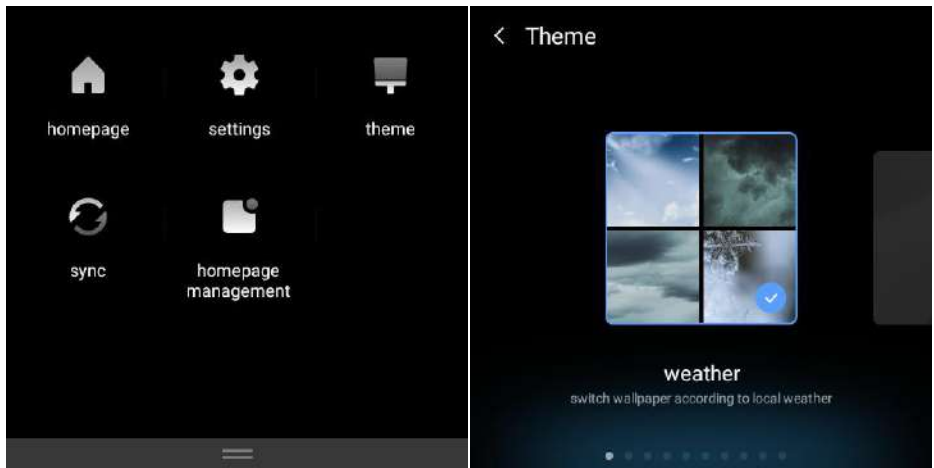 homepage
settings
theme
sync
homepage
management
Theme
weather
switch wallpaper according to local weather